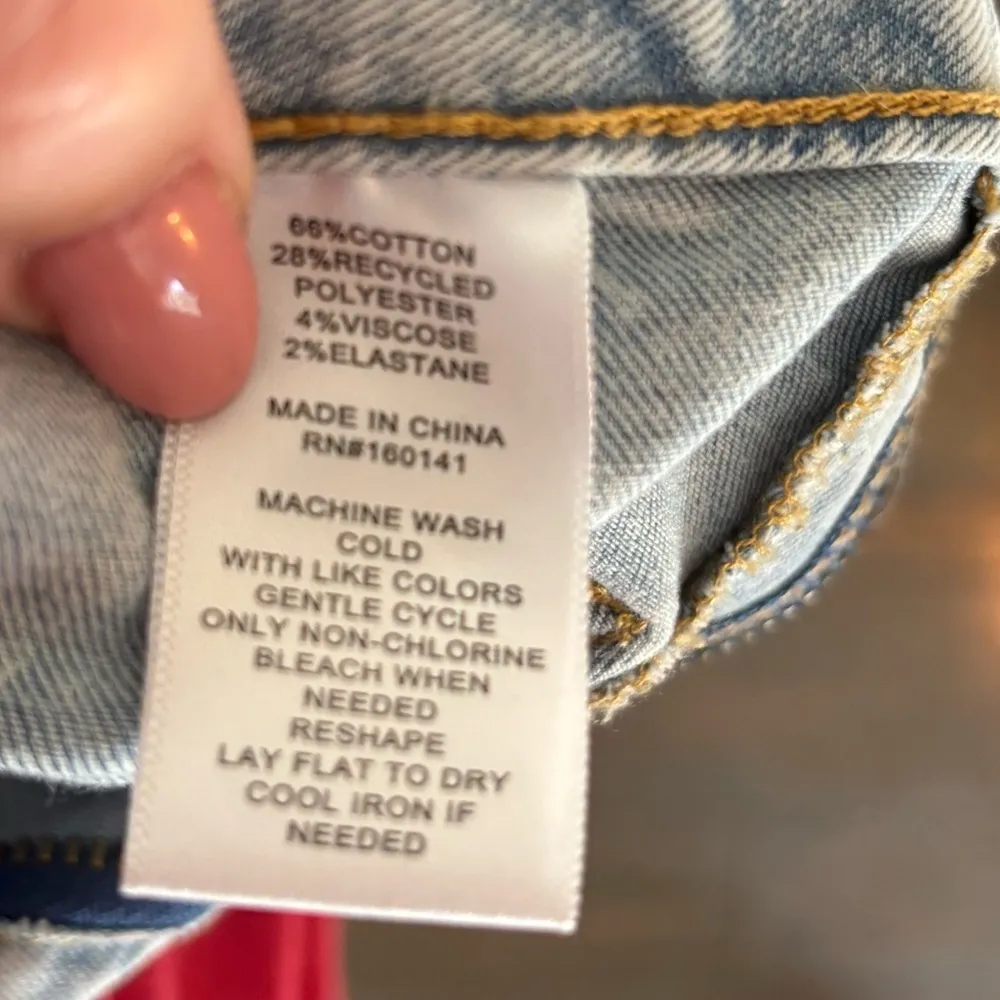 66%COTTON
28%RECYCLED
POLYESTER
4%VISCOSE
2%ELASTANE
MADE IN CHINA
RN#160141
MACHINE WASH
COLD
WITH LIKE COLORS
GENTLE CYCLE
ONLY NON-CHLORINE
BLEACH WHEN
NEEDED
RESHAPE
LAY FLAT TO DRY
COOL IRON IF
NEEDED